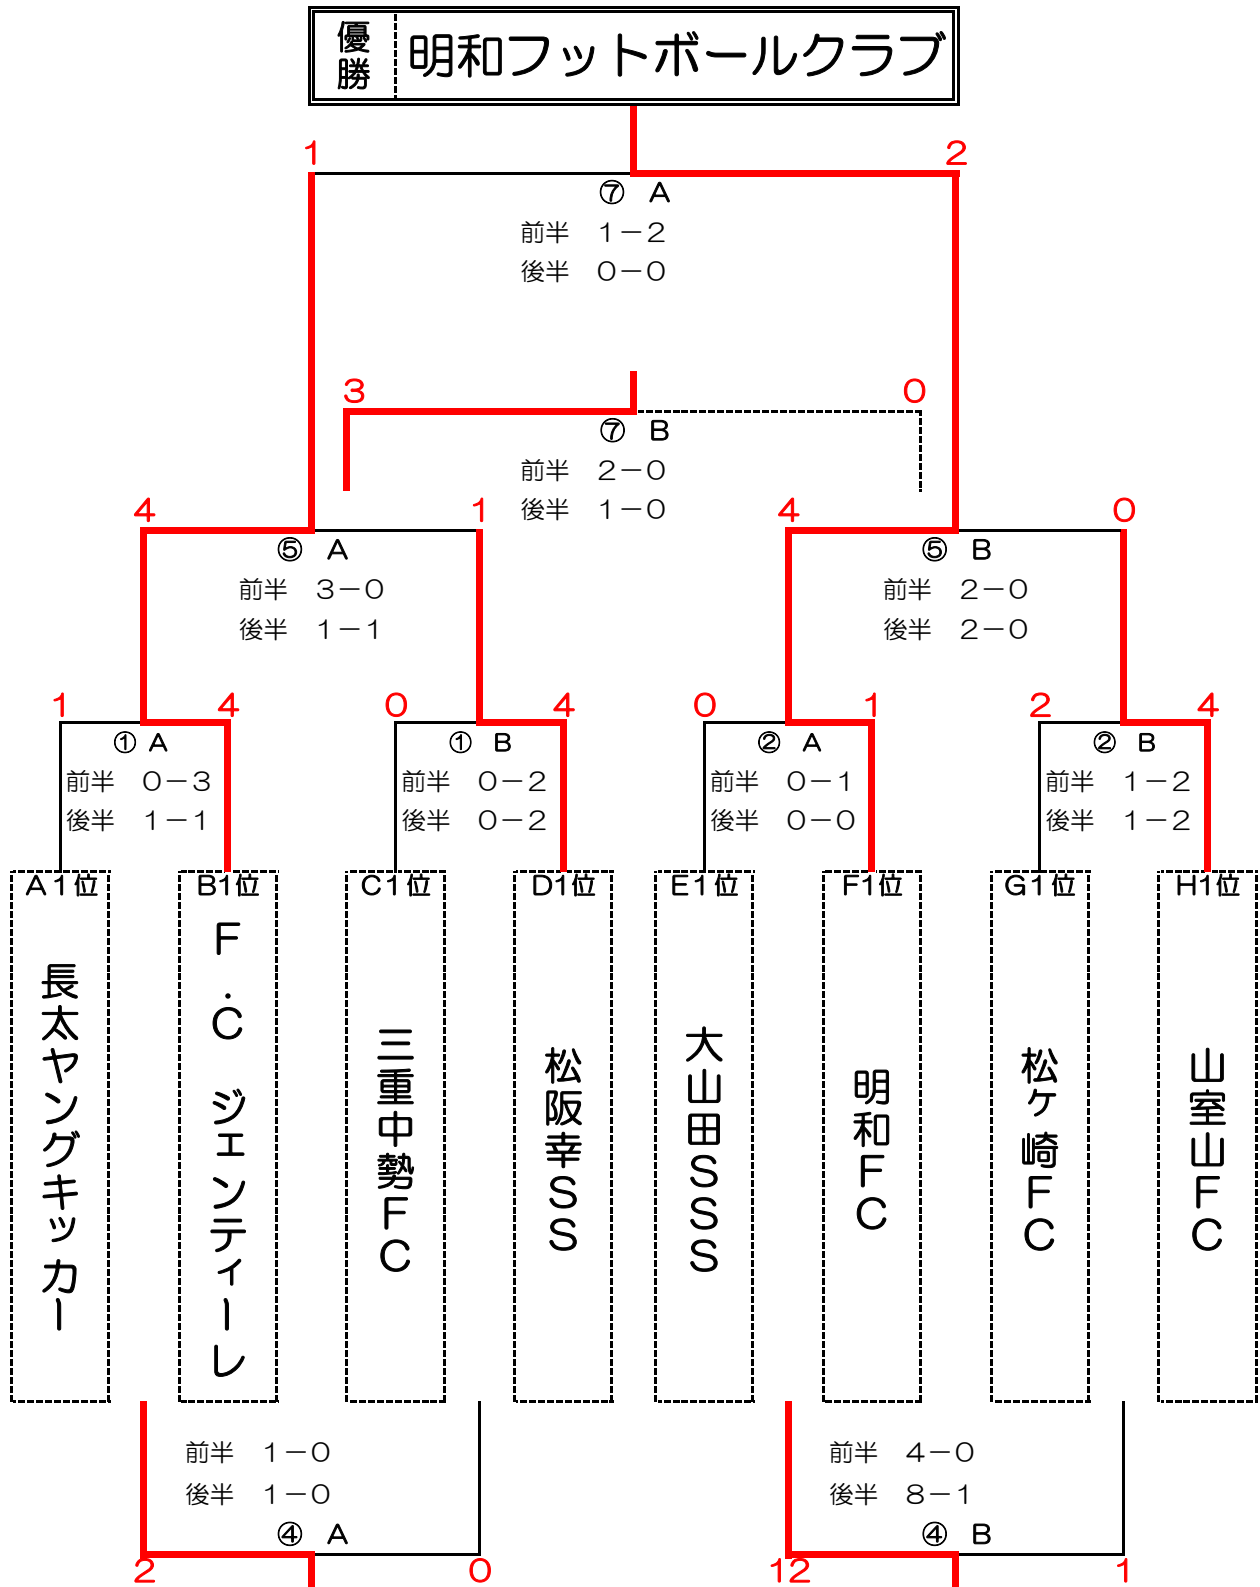 優勝 明和フットボールクラブ
1 2
⑦ A
前半 1－2
後半 0－0
3 0
⑦ B
前半 2－0
後半 1－0
4 1 4 0
⑤ A ⑤ B
前半 3－0 前半 2－0
後半 1－1 後半 2－0
1 4 0 4 0 1 2 4
① A ① B ② A ② B
前半 0－3 前半 0－2 前半 0－1 前半 1－2
後半 1－1 後半 0－2 後半 0－0 後半 1－2
A1位 B1位 C1位 D1位 E1位 F1位 G1位 H1位
長太ヤングキッカー
F．C ジェンティーレ
三重中勢FC
松阪幸SS
大山田SSS
明和FC
松ヶ崎FC
山室山FC
前半 1－0 前半 4－0
後半 1－0 後半 8－1
④ A ④ B
2 0 12 1